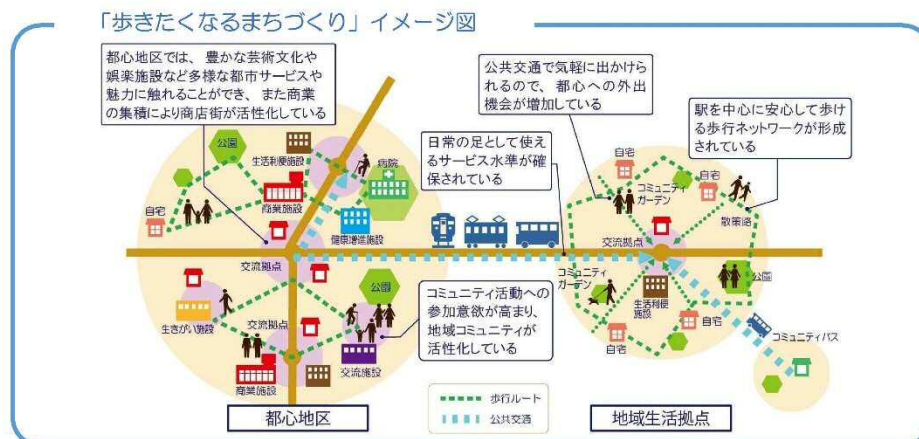 「歩きたくなるまちづくり」イメージ図
都心地区では、豊かな芸術文化や
娯楽施設など多様な都市サービスや
魅力に触れることができ、また商業
の集積により商店街が活性化している
公共交通で気軽に出かけ
られるので、都心への外出
機会が増加している
駅を中心に安心して歩け
る歩行ネットワークが形成
されている
日常の足として使え
るサービス水準が確
保されている
公園
生活利便施設
病院
自宅
商業施設
健康増進施設
交流拠点
生きがい施設
交流拠点
公園
商業施設
交流施設
コミュニティ活動への
参加意欲が高まり、
地域コミュニティが
活性化している
自宅
自宅
コミュニティ
ガーデン
自宅
散策路
交流拠点
コミュニティ
ガーデン
公園
生活利便
施設
自宅
自宅
コミュニティバス
都心地区
歩行ルート
公共交通
地域生活拠点